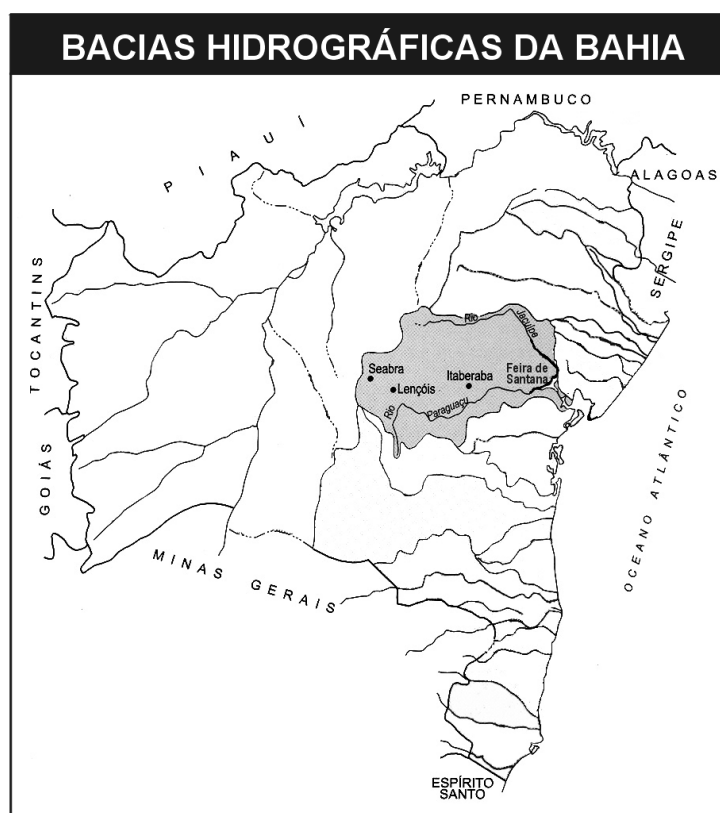 BACIAS HIDROGRÁFICAS DA BAHIA
PERNAMBUCO
PIAUÍ
ALAGOAS
SERGIPE
TOCANTINS
Rio
Jacuípe
Seabra
Lençóis
Itaberaba
Feira de
Santana
Rio
Paraguaçu
GOIÁS
OCEANO ATLÂNTICO
MINAS GERAIS
ESPÍRITO
SANTO